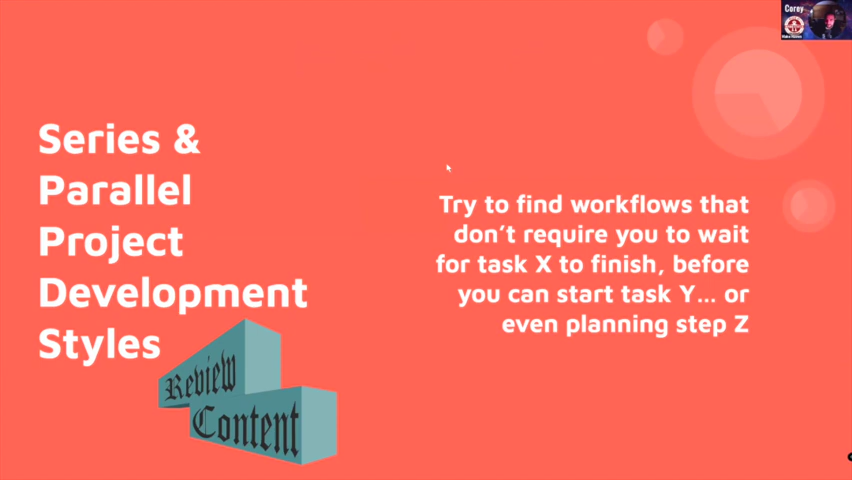 Corey
Series &
Parallel
Project
Development
Styles
Try to find workflows that
don’t require you to wait
for task X to finish, before
you can start task Y... or
even planning step Z
Review
Content